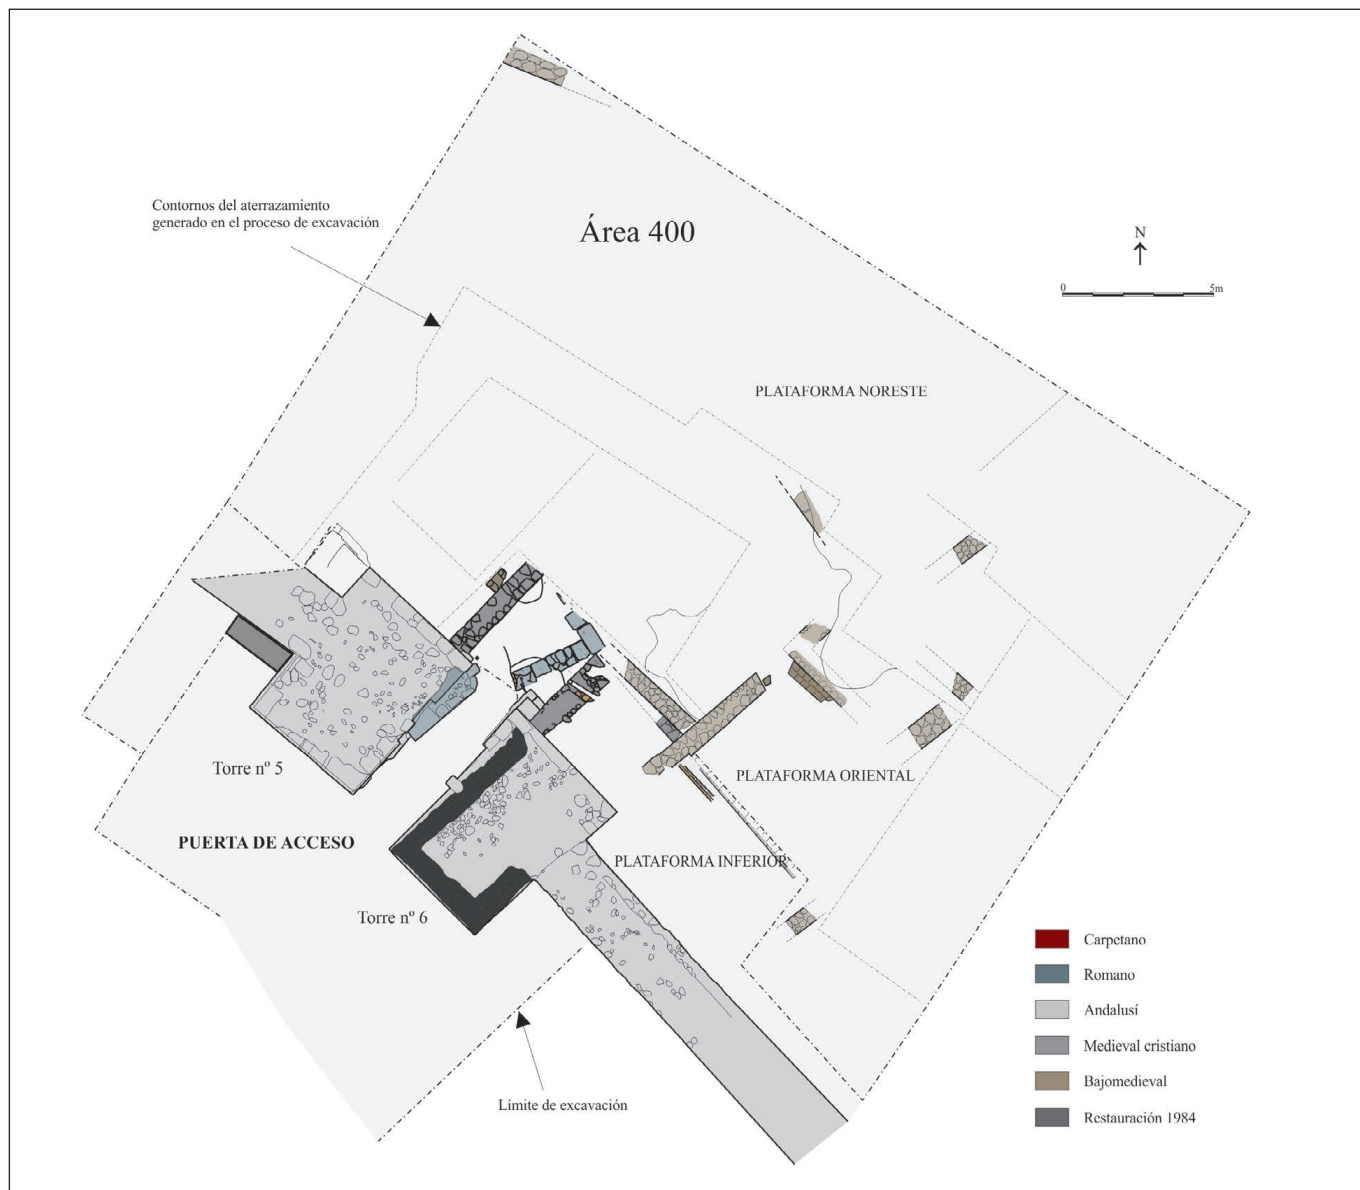 Contornos del aterrazamiento
generado en el proceso de excavación
Área 400
N
0 5m
PLATAFORMA NORESTE
Torre nº 5
PLATAFORMA ORIENTAL
PUERTA DE ACCESO
PLATAFORMA INFERIOR
Torre nº 6
Límite de excavación
Carpetano
Romano
Andalusí
Medieval cristiano
Bajomedieval
Restauración 1984